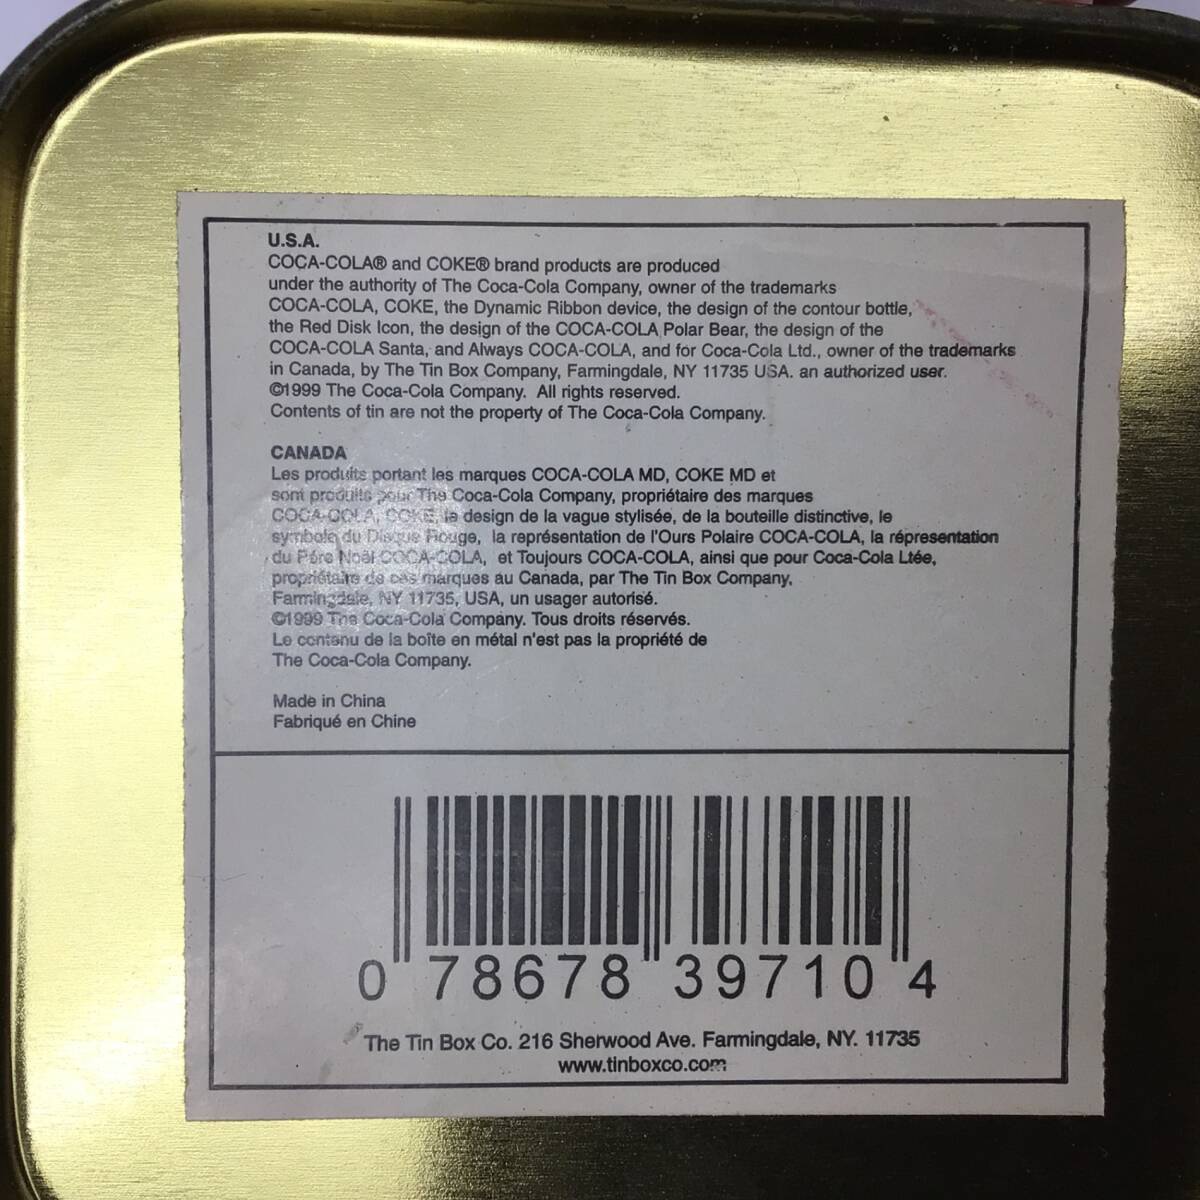 U.S.A.
COCA-COLA® and COKE® brand products are produced
under the authority of The Coca-Cola Company, owner of the trademarks
COCA-COLA, COKE, the Dynamic Ribbon device, the design of the contour bottle,
the Red Disk Icon, the design of the COCA-COLA Polar Bear, the design of the
COCA-COLA Santa, and Always COCA-COLA, and for Coca-Cola Ltd., owner of the trademarks
in Canada, by The Tin Box Company, Farmingdale, NY 11735 USA. an authorized user.
©1999 The Coca-Cola Company. All rights reserved.
Contents of tin are not the property of The Coca-Cola Company.
CANADA
Les produits portant les marques COCA-COLA MD, COKE MD et
sont produits pour The Coca-Cola Company, propriétaire des marques
COCA-COLA, COKE, le design de la vague stylisée, de la bouteille distinctive, le
symbole du Disque Rouge, la représentation de l'Ours Polaire COCA-COLA, la répresentation
du Pére Noël COCA-COLA, et Toujours COCA-COLA, ainsi que pour Coca-Cola Ltée,
propriétaire de ces marques au Canada, par The Tin Box Company,
Farmingdale, NY 11735, USA, un usager autorisé.
©1999 The Coca-Cola Company. Tous droits réservés.
Le contenu de la boîte en métal n'est pas la propriété de
The Coca-Cola Company.
Made in China
Fabriqué en Chine
0 78678 39710 4
The Tin Box Co. 216 Sherwood Ave. Farmingdale, NY. 11735
www.tinboxco.com